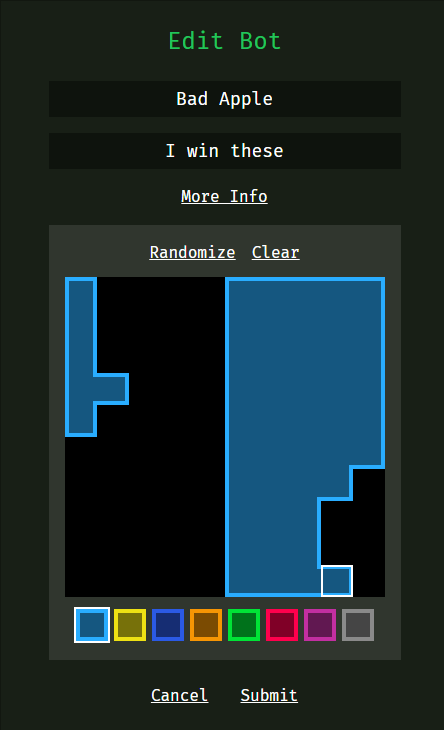 Edit Bot
Bad Apple
I win these
More Info
Randomize Clear
Cancel Submit